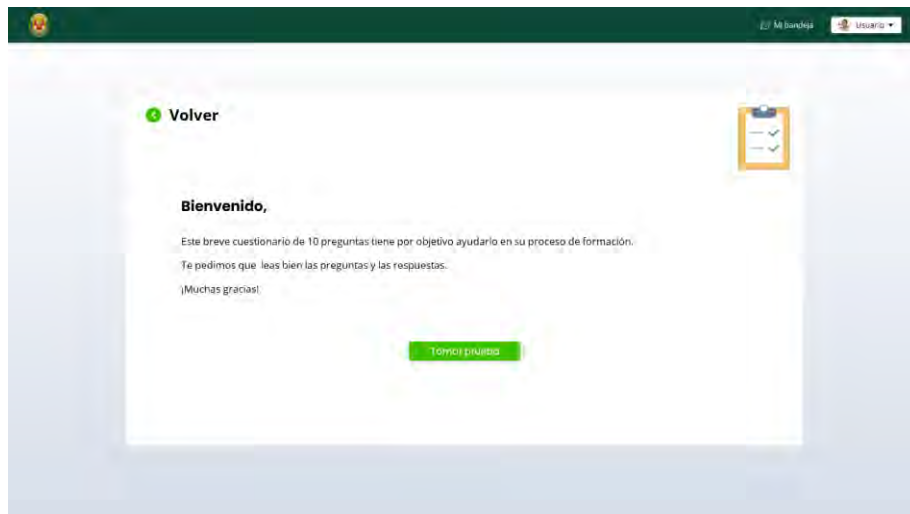 Mi bandeja
Usuario
Volver
Bienvenido,
Este breve cuestionario de 10 preguntas tiene por objetivo ayudarlo en su proceso de formación.
Te pedimos que leas bien las preguntas y las respuestas.
¡Muchas gracias!
Tomar prueba